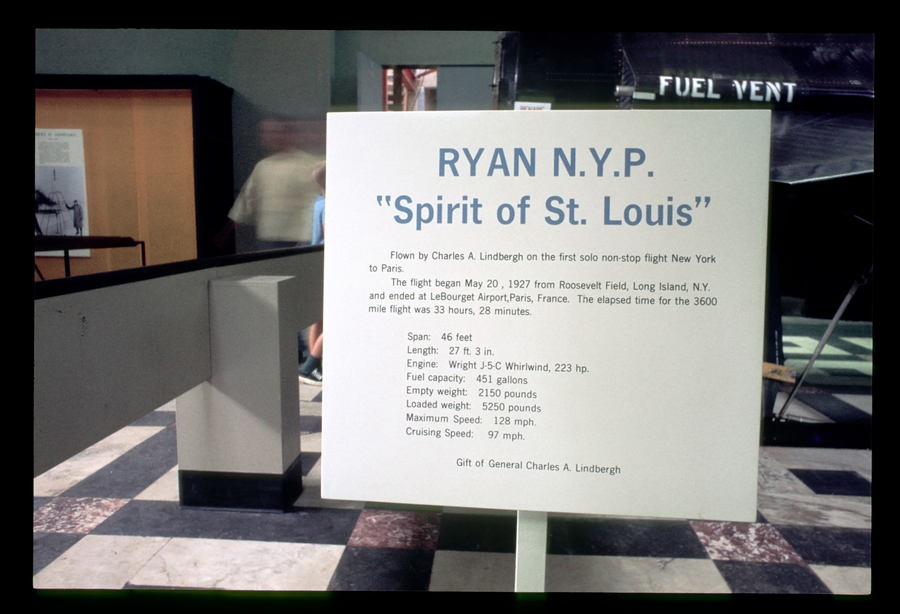 FUEL VENT
RYAN N.Y.P.
"Spirit of St. Louis"
Flown by Charles A. Lindbergh on the first solo non-stop flight New York
to Paris.
The flight began May 20 , 1927 from Roosevelt Field, Long Island, N.Y.
and ended at LeBourget Airport,Paris, France. The elapsed time for the 3600
mile flight was 33 hours, 28 minutes.
Span: 46 feet
Length: 27 ft. 3 in.
Engine: Wright J-5-C Whirlwind, 223 hp.
Fuel capacity: 451 gallons
Empty weight: 2150 pounds
Loaded weight: 5250 pounds
Maximum Speed: 128 mph.
Cruising Speed: 97 mph.
Gift of General Charles A. Lindbergh